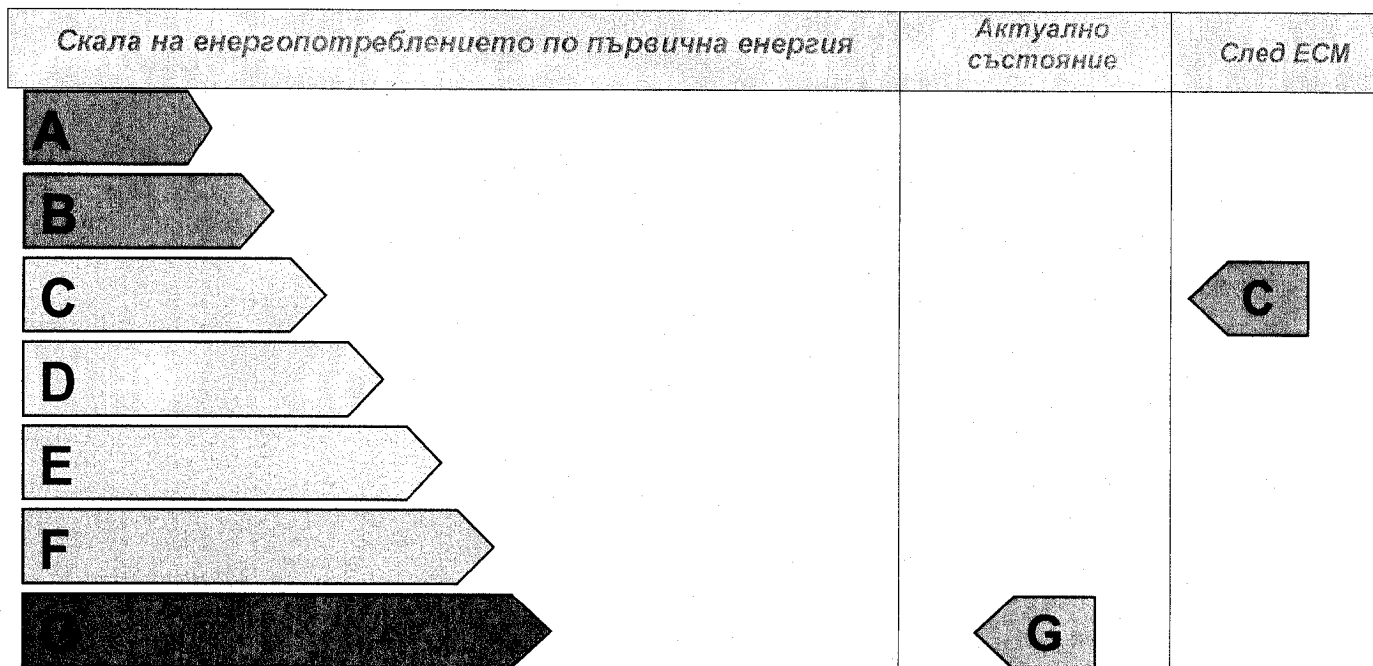 Скала на енергопотреблението по първична енергия
Актуално
състояние
След ЕСМ
A
B
C
C
D
E
F
G
G